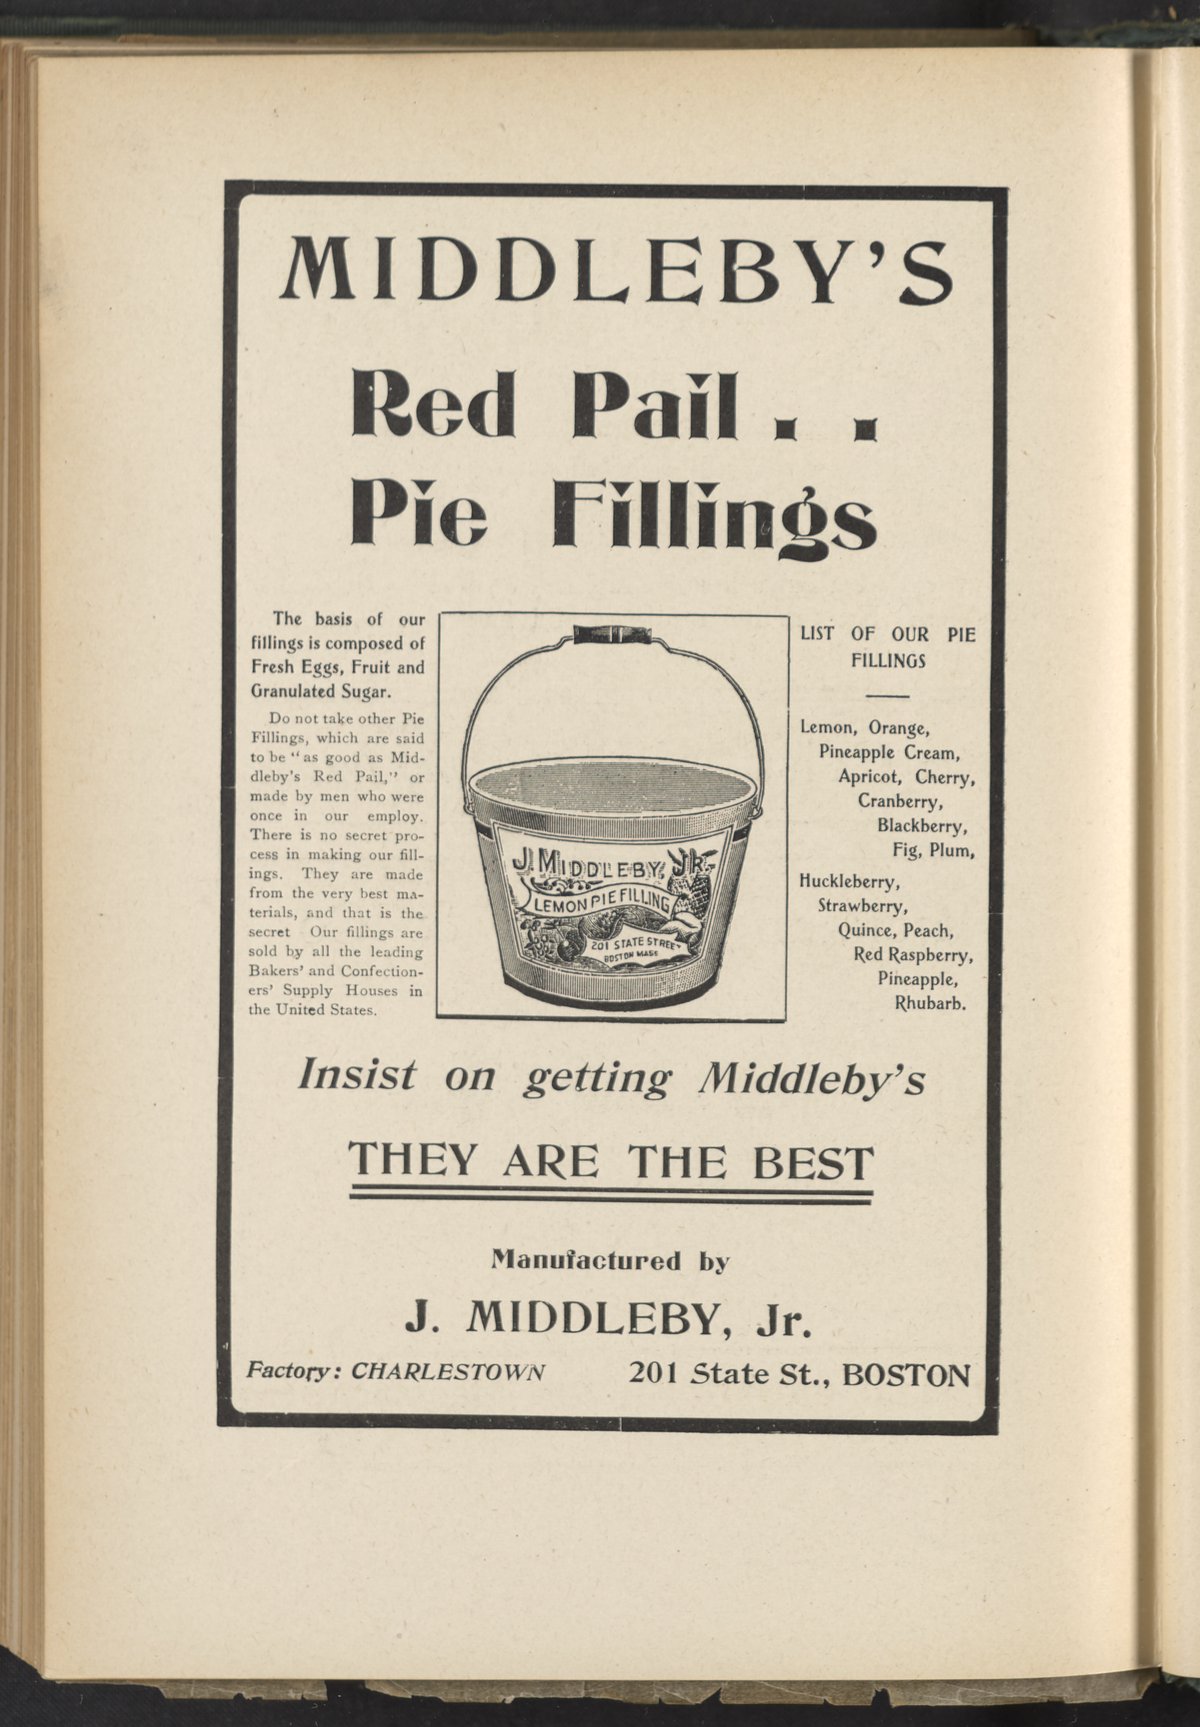 MIDDLEBY'S
Red Pail . .
Pie Fillings
The basis of our
fillings is composed of
Fresh Eggs, Fruit and
Granulated Sugar.
Do not take other Pie
Fillings, which are said
to be "as good as Mid-
dleby's Red Pail," or
made by men who were
once in our employ.
There is no secret pro-
cess in making our fill-
ings. They are made
from the very best ma-
terials, and that is the
secret Our fillings are
sold by all the leading
Bakers' and Confection-
ers' Supply Houses in
the United States.
J. MIDDLEBY, JR.
LEMON PIE FILLING
201 STATE STREET
BOSTON MASS
LIST OF OUR PIE
FILLINGS
Lemon, Orange,
Pineapple Cream,
Apricot, Cherry,
Cranberry,
Blackberry,
Fig, Plum,
Huckleberry,
Strawberry,
Quince, Peach,
Red Raspberry,
Pineapple,
Rhubarb.
Insist on getting Middleby's
THEY ARE THE BEST
Manufactured by
J. MIDDLEBY, Jr.
Factory: CHARLESTOWN 201 State St., BOSTON